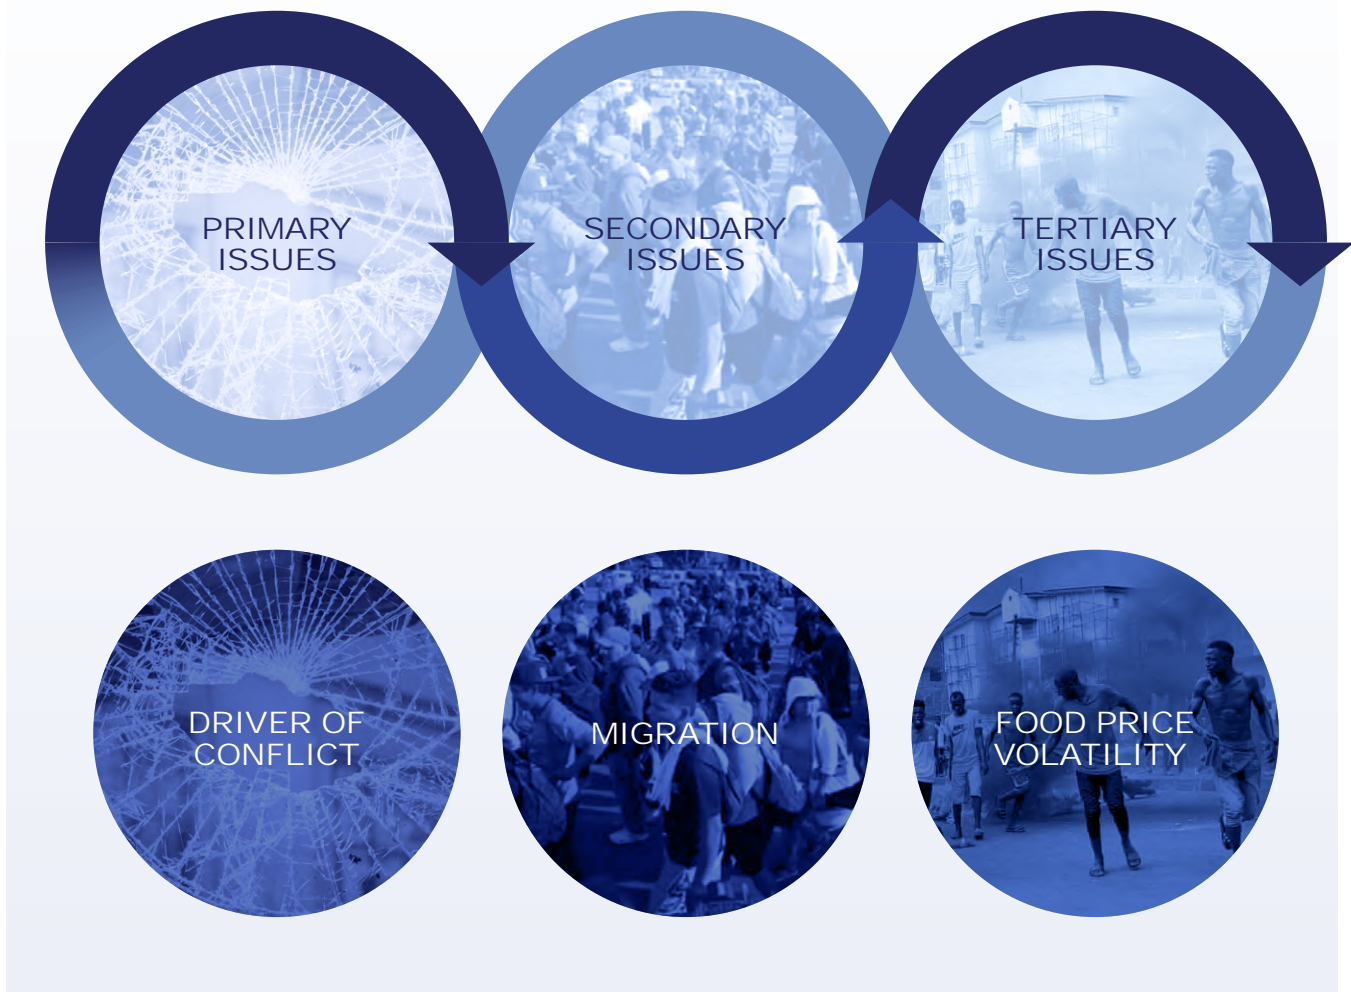 PRIMARY
ISSUES
SECONDARY
ISSUES
TERTIARY
ISSUES
DRIVER OF
CONFLICT
MIGRATION
FOOD PRICE
VOLATILITY